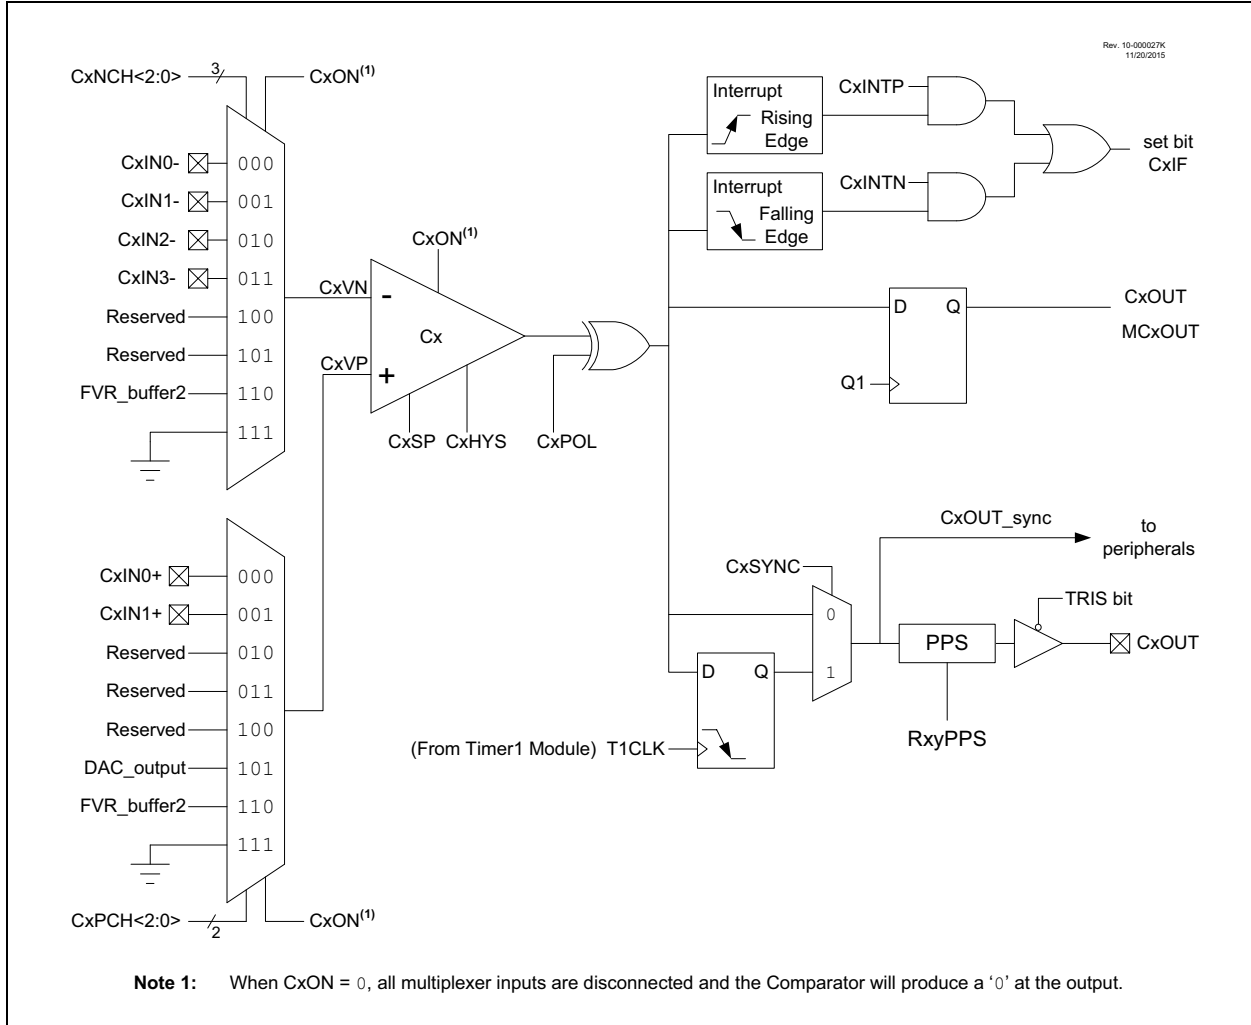 Rev. 10-000027K
11/20/2015
CxNCH<2:0>
3
CxON(1)
CxIN0-
000
CxIN1-
001
CxIN2-
010
CxIN3-
011
Reserved
100
Reserved
101
FVR_buffer2
110
111
CxVN
CxVP
CxON(1)
-
Cx
+
CxSP
CxHYS
CxPOL
Interrupt
Rising
Edge
CxINTP
Interrupt
Falling
Edge
CxINTN
set bit
CxIF
D
Q
Q1
CxOUT
MCxOUT
CxIN0+
000
CxIN1+
001
Reserved
010
Reserved
011
Reserved
100
DAC_output
101
FVR_buffer2
110
111
CxPCH<2:0>
2
CxON(1)
CxOUT_sync
to
peripherals
CxSYNC
0
1
D
Q
(From Timer1 Module) T1CLK
PPS
RxyPPS
TRIS bit
CxOUT
Note 1: When CxON = 0, all multiplexer inputs are disconnected and the Comparator will produce a ‘0’ at the output.